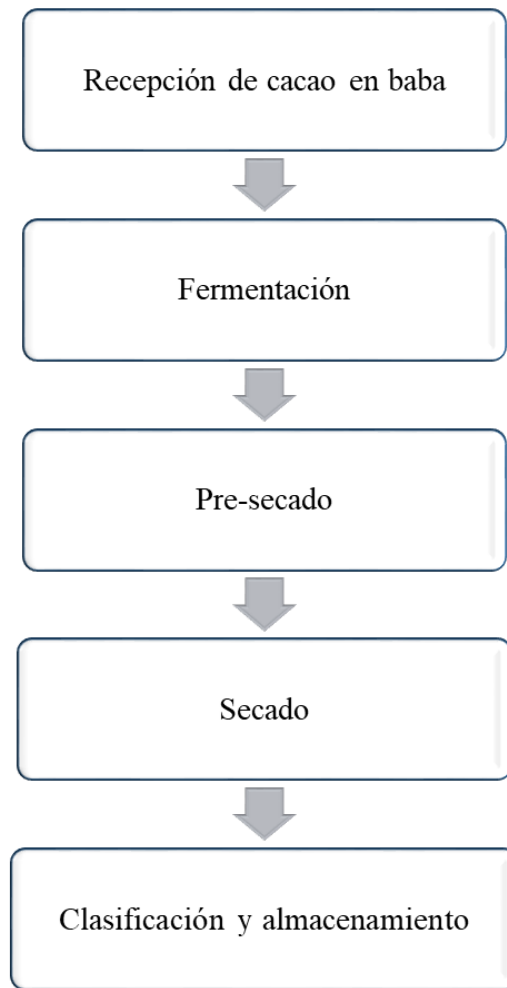 Recepción de cacao en baba
Fermentación
Pre-secado
Secado
Clasificación y almacenamiento